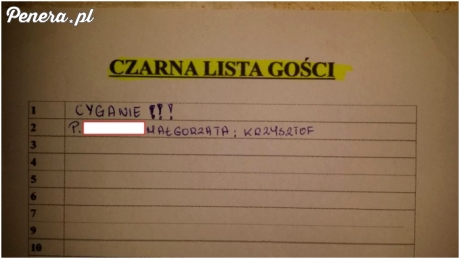 Penera.pl
CZARNA LISTA GOŚCI
1 CYGANIE !!!
2 P. MAŁGORZATA; KRZYSZTOF
3
4
5
6
7
8
9
10